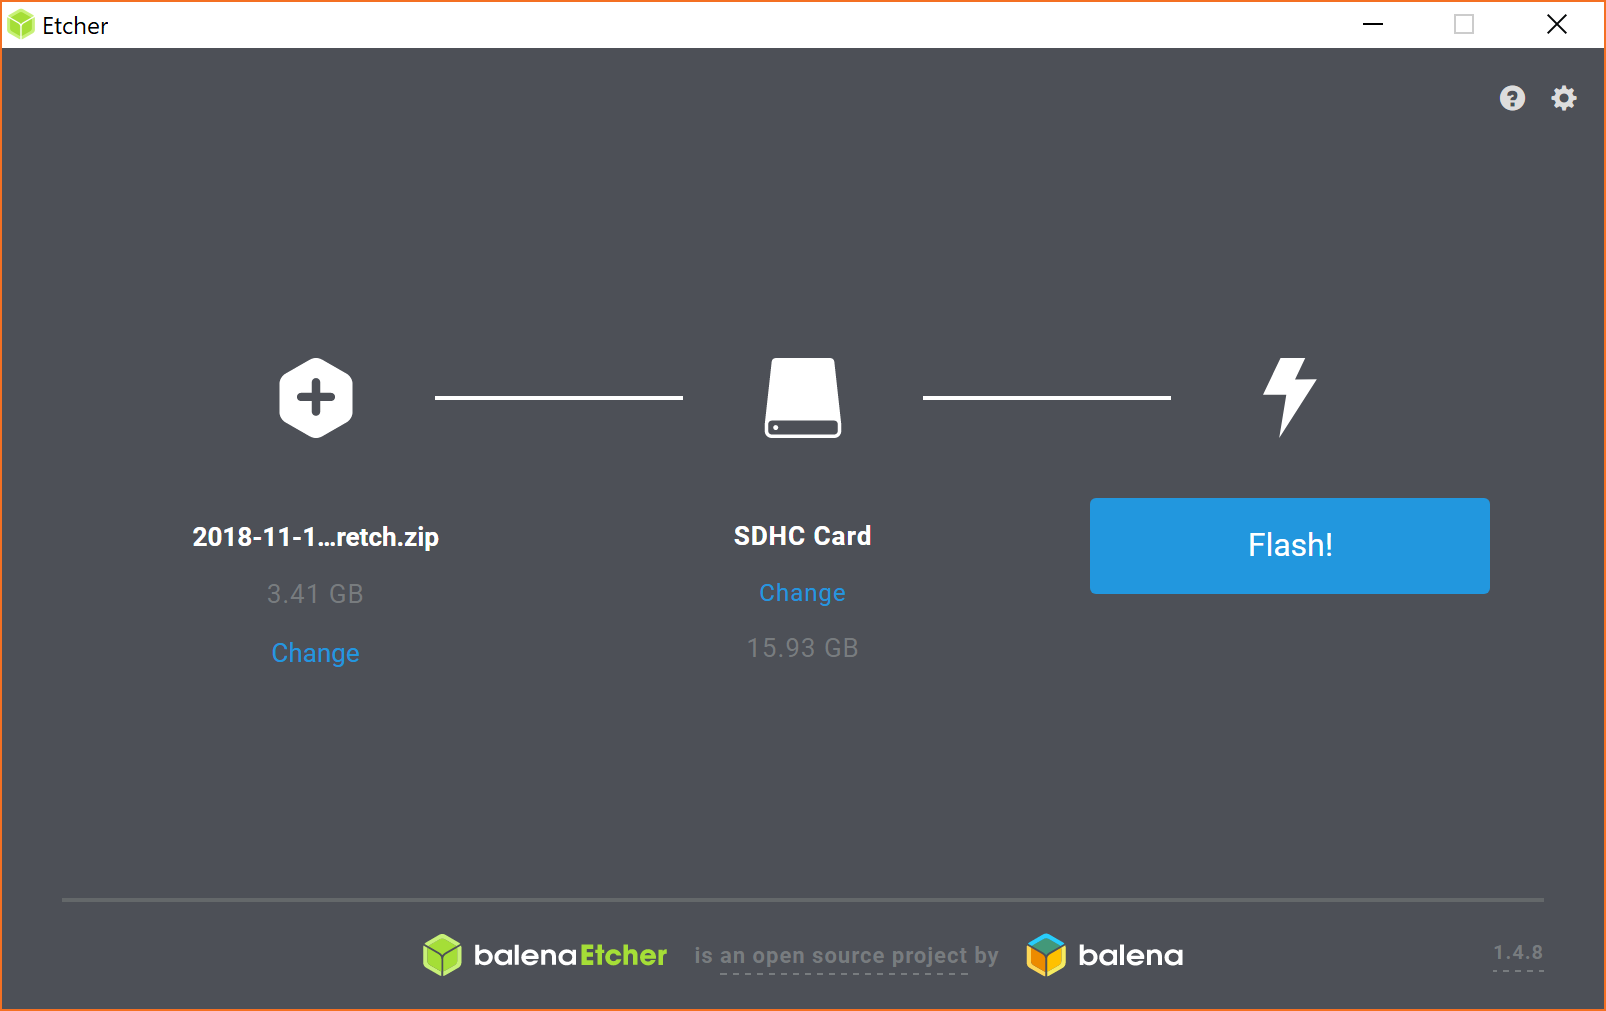 Etcher
2018-11-1...retch.zip
3.41 GB
Change
SDHC Card
Change
15.93 GB
Flash!
balenaEtcher is an open source project by balena
1.4.8